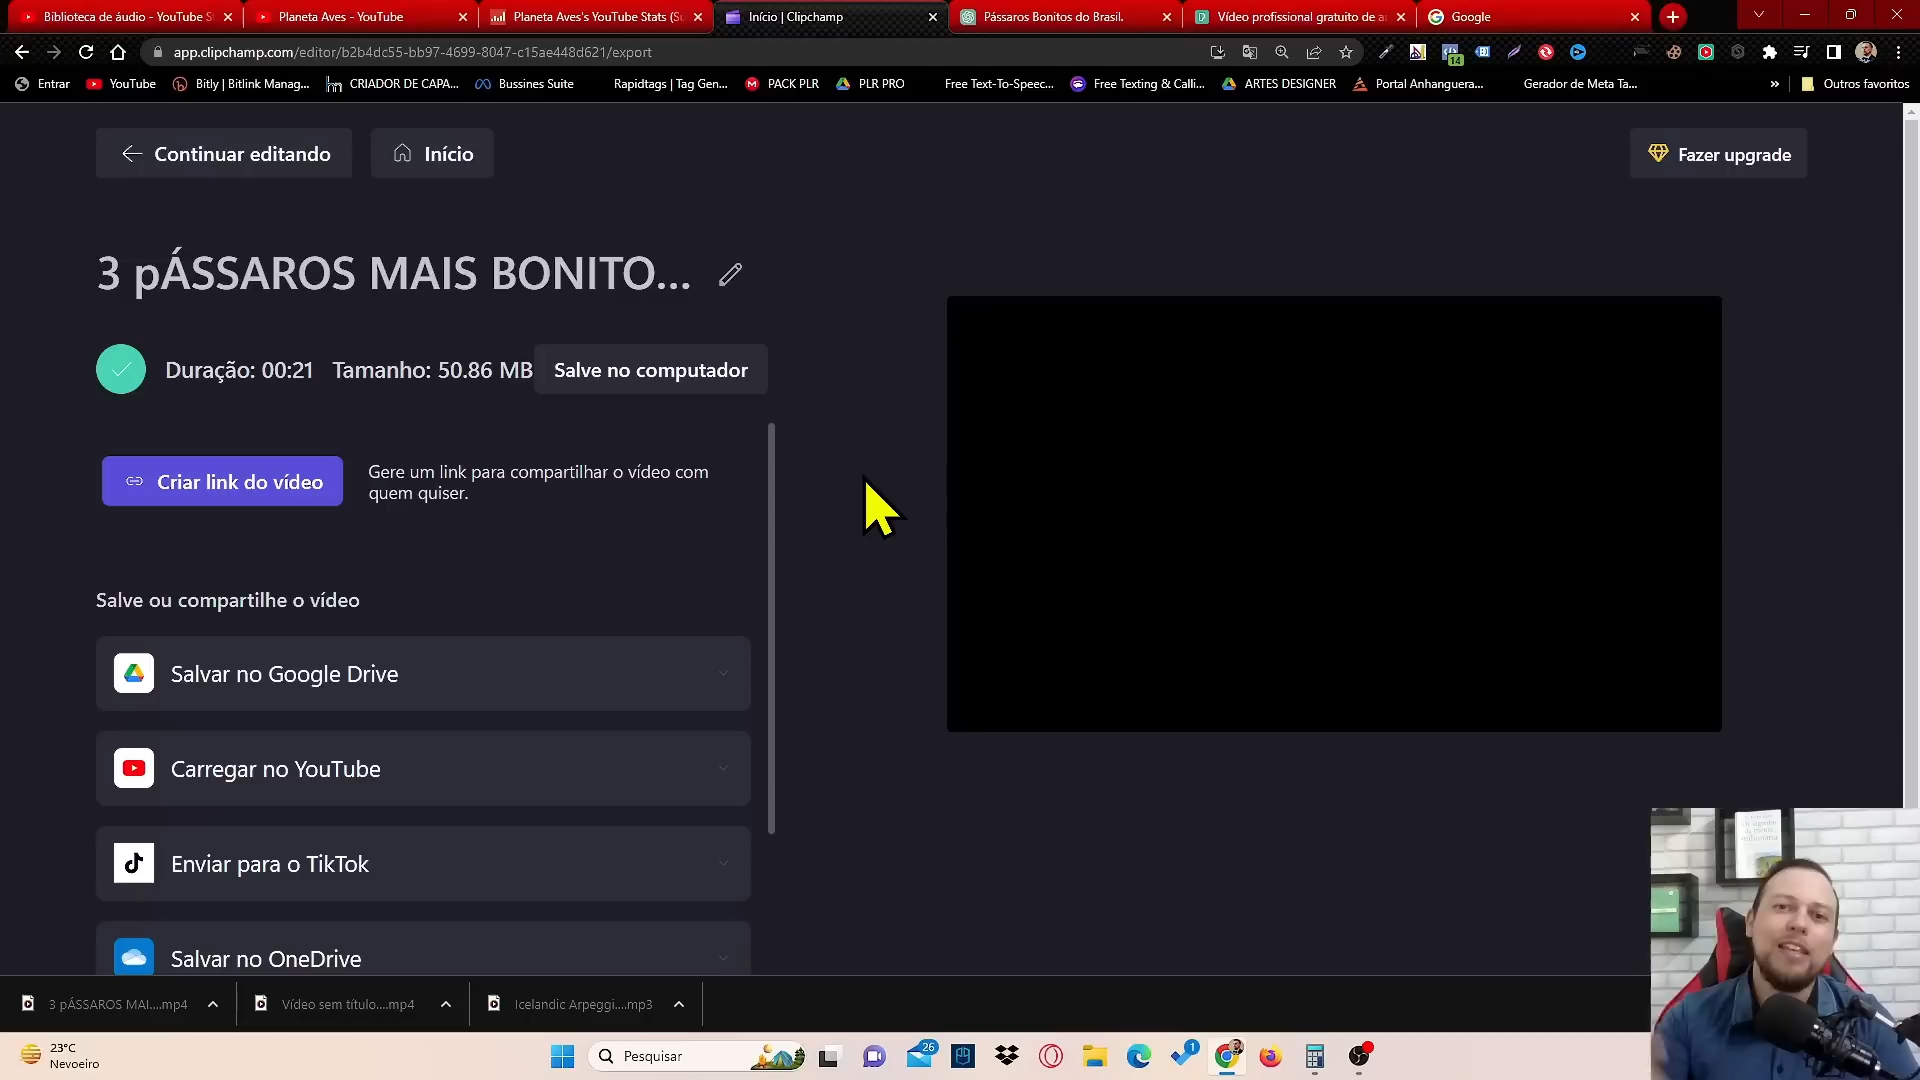 Biblioteca de áudio - YouTube S
Planeta Aves - YouTube
Planeta Aves's YouTube Stats (Su
Início | Clipchamp
Pássaros Bonitos do Brasil.
Vídeo profissional gratuito de a
Google
app.clipchamp.com/editor/b2b4dc55-bb97-4699-8047-c15ae448d621/export
14
Entrar
YouTube
Bitly | Bitlink Manag...
CRIADOR DE CAPA...
Bussines Suite
Rapidtags | Tag Gen...
PACK PLR
PLR PRO
Free Text-To-Speec...
Free Texting & Calli...
ARTES DESIGNER
Portal Anhanguera...
Gerador de Meta Ta...
»
Outros favoritos
Continuar editando
Início
Fazer upgrade
3 pÁSSAROS MAIS BONITO...
Duração: 00:21
Tamanho: 50.86 MB
Salve no computador
Criar link do vídeo
Gere um link para compartilhar o vídeo com
quem quiser.
Salve ou compartilhe o vídeo
Salvar no Google Drive
Carregar no YouTube
Enviar para o TikTok
Salvar no OneDrive
3 pÁSSAROS MAI....mp4
Vídeo sem título....mp4
Icelandic Arpeggi....mp3
23°C
Nevoeiro
Pesquisar
26
1